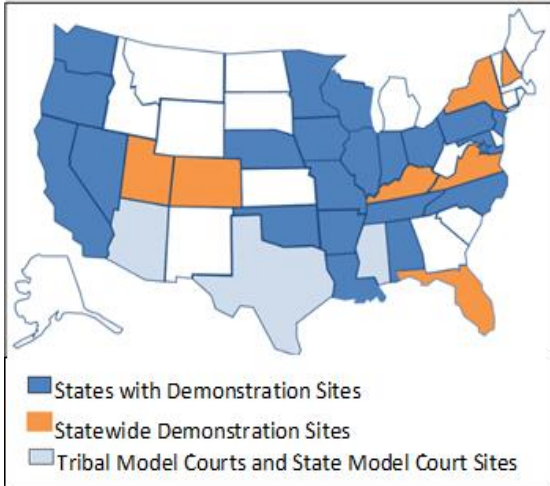 States with Demonstration Sites
Statewide Demonstration Sites
Tribal Model Courts and State Model Court Sites